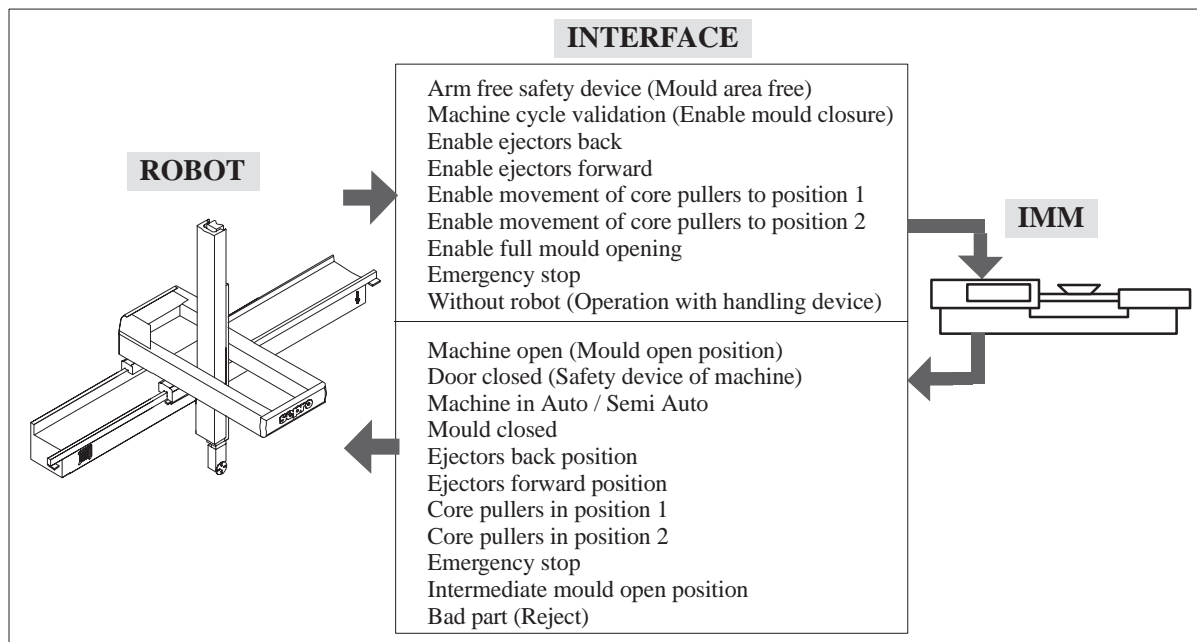 INTERFACE
Arm free safety device (Mould area free)
Machine cycle validation (Enable mould closure)
Enable ejectors back
Enable ejectors forward
Enable movement of core pullers to position 1
Enable movement of core pullers to position 2
Enable full mould opening
Emergency stop
Without robot (Operation with handling device)
ROBOT
sepro
IMM
Machine open (Mould open position)
Door closed (Safety device of machine)
Machine in Auto / Semi Auto
Mould closed
Ejectors back position
Ejectors forward position
Core pullers in position 1
Core pullers in position 2
Emergency stop
Intermediate mould open position
Bad part (Reject)